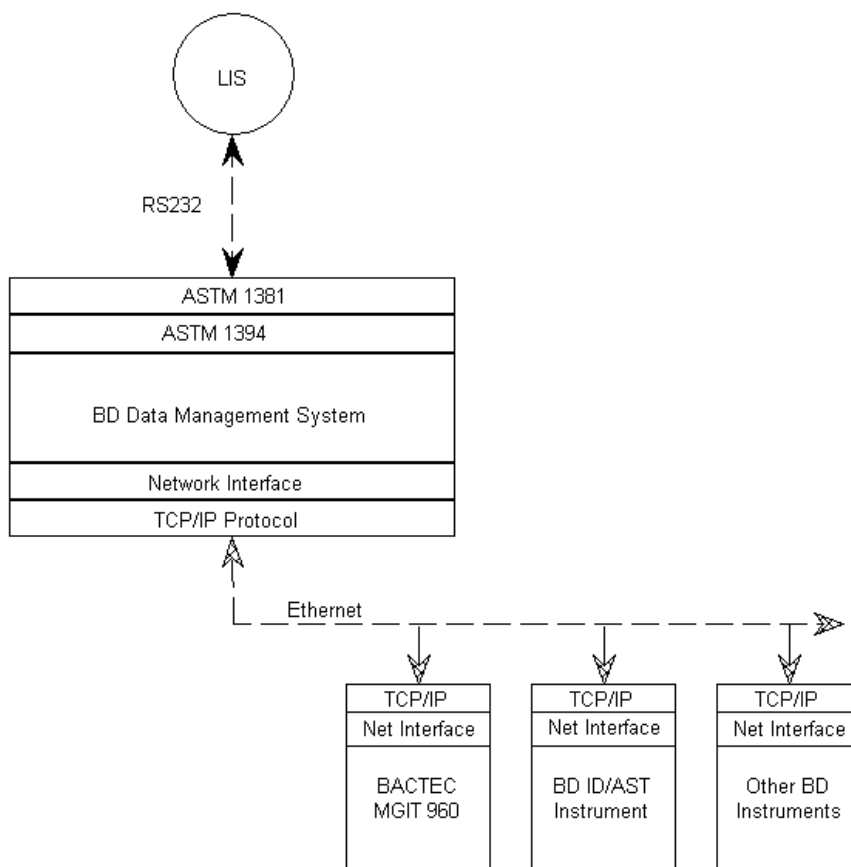 LIS
RS232
ASTM 1381
ASTM 1394
BD Data Management System
Network Interface
TCP/IP Protocol
Ethernet
TCP/IP
Net Interface
BACTEC
MGIT 960
TCP/IP
Net Interface
BD ID/AST
Instrument
TCP/IP
Net Interface
Other BD
Instruments